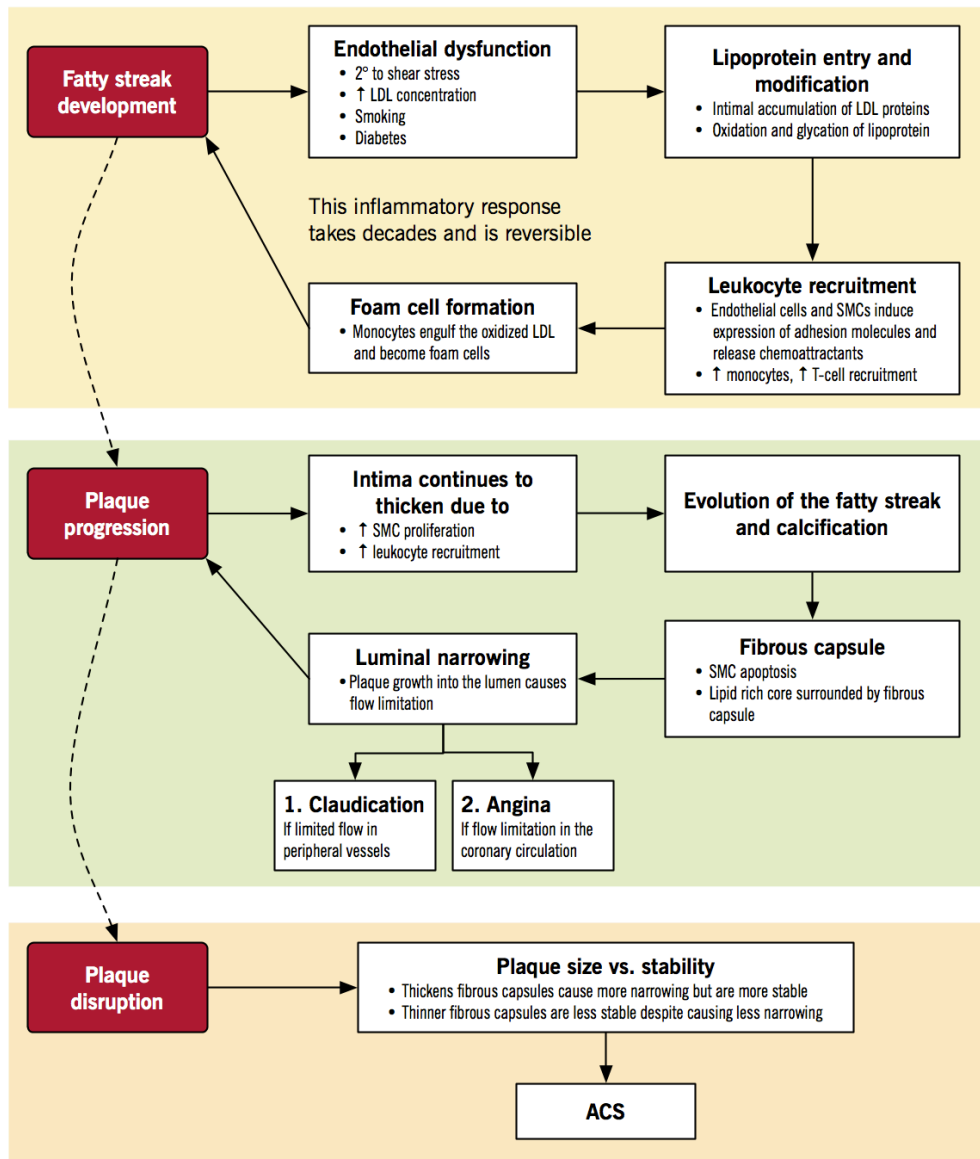 Fatty streak
development
Endothelial dysfunction
• 2° to shear stress
• ↑ LDL concentration
• Smoking
• Diabetes
Lipoprotein entry and
modification
• Intimal accumulation of LDL proteins
• Oxidation and glycation of lipoprotein
This inflammatory response
takes decades and is reversible
Leukocyte recruitment
• Endothelial cells and SMCs induce
expression of adhesion molecules and
release chemoattractants
• ↑ monocytes, ↑ T-cell recruitment
Foam cell formation
• Monocytes engulf the oxidized LDL
and become foam cells
Plaque
progression
Intima continues to
thicken due to
• ↑ SMC proliferation
• ↑ leukocyte recruitment
Evolution of the fatty streak
and calcification
Fibrous capsule
• SMC apoptosis
• Lipid rich core surrounded by fibrous
capsule
Luminal narrowing
• Plaque growth into the lumen causes
flow limitation
1. Claudication
If limited flow in
peripheral vessels
2. Angina
If flow limitation in the
coronary circulation
Plaque
disruption
Plaque size vs. stability
• Thickens fibrous capsules cause more narrowing but are more stable
• Thinner fibrous capsules are less stable despite causing less narrowing
ACS